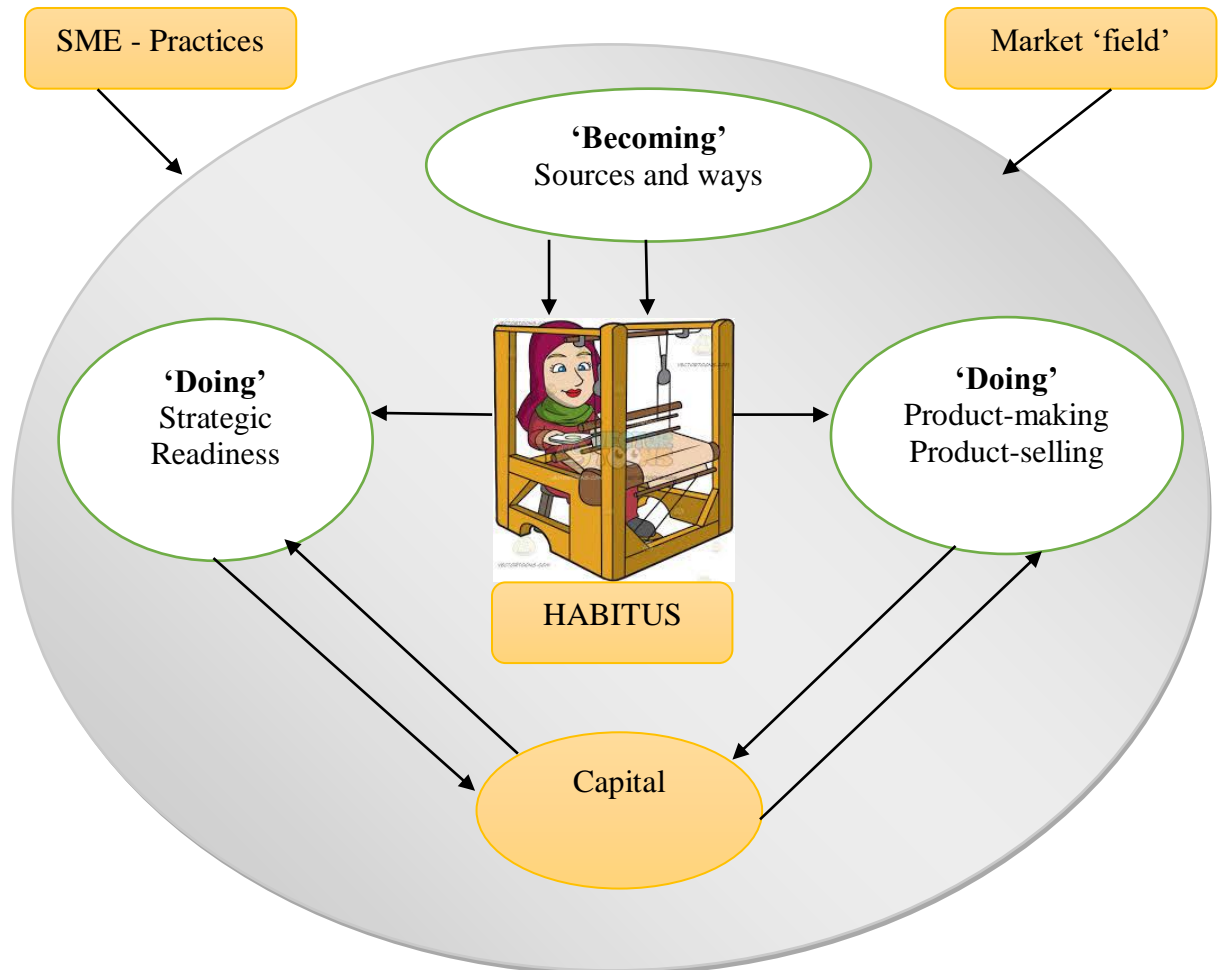 SME - Practices
Market ‘field’
‘Becoming’
Sources and ways
‘Doing’
Strategic
Readiness
‘Doing’
Product-making
Product-selling
HABITUS
Capital